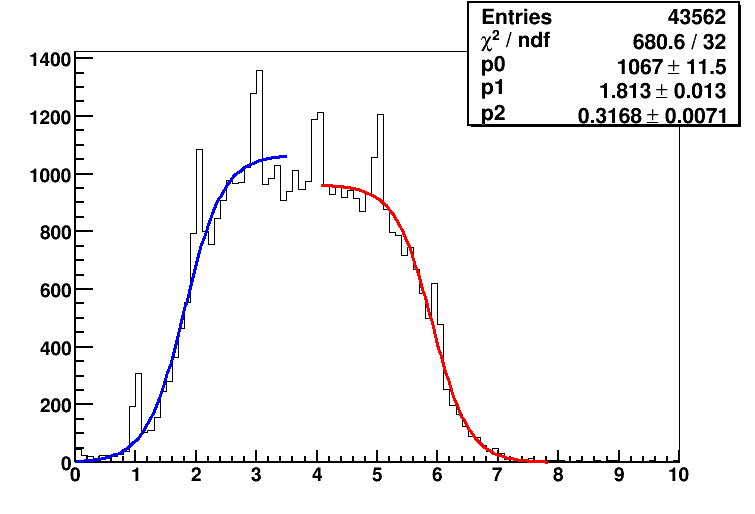 Entries 43562
χ² / ndf 680.6 / 32
p0 1067 ± 11.5
p1 1.813 ± 0.013
p2 0.3168 ± 0.0071
1400
1200
1000
800
600
400
200
0
0 1 2 3 4 5 6 7 8 9 10